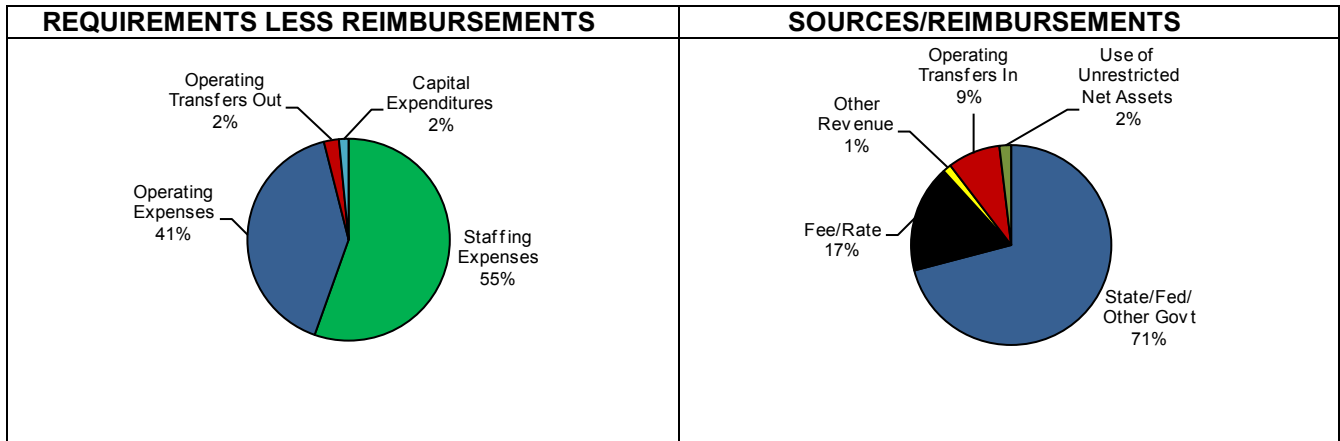 REQUIREMENTS LESS REIMBURSEMENTS
Operating
Transfers Out
2%
Capital
Expenditures
2%
Operating
Expenses
41%
Staffing
Expenses
55%
SOURCES/REIMBURSEMENTS
Operating
Transfers In
9%
Use of
Unrestricted
Net Assets
2%
Other
Revenue
1%
Fee/Rate
17%
State/Fed/
Other Govt
71%